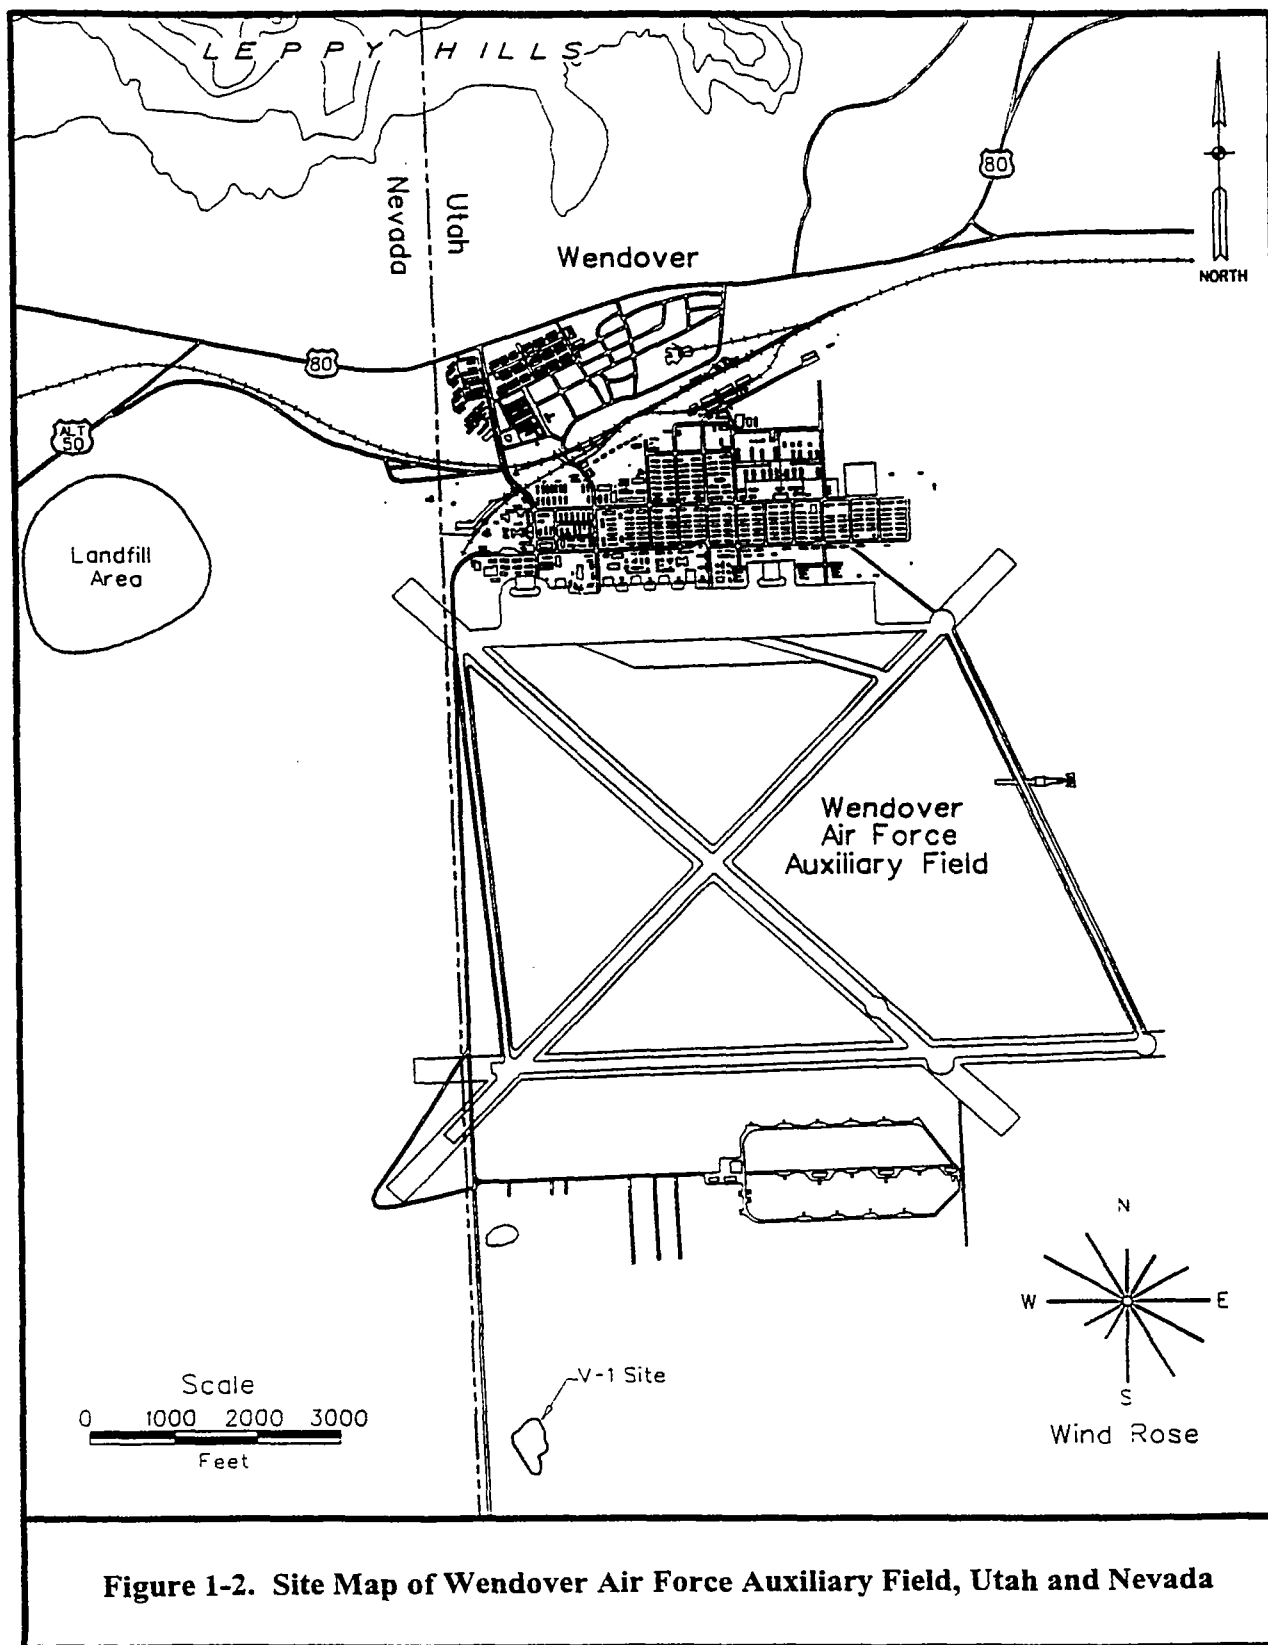 LEPPY HILLS
80
NORTH
Nevada
Utah
Wendover
80
ALT
50
Landfill
Area
Wendover
Air Force
Auxiliary Field
N
W
E
S
Wind Rose
V-1 Site
Scale
0 1000 2000 3000
Feet
Figure 1-2. Site Map of Wendover Air Force Auxiliary Field, Utah and Nevada